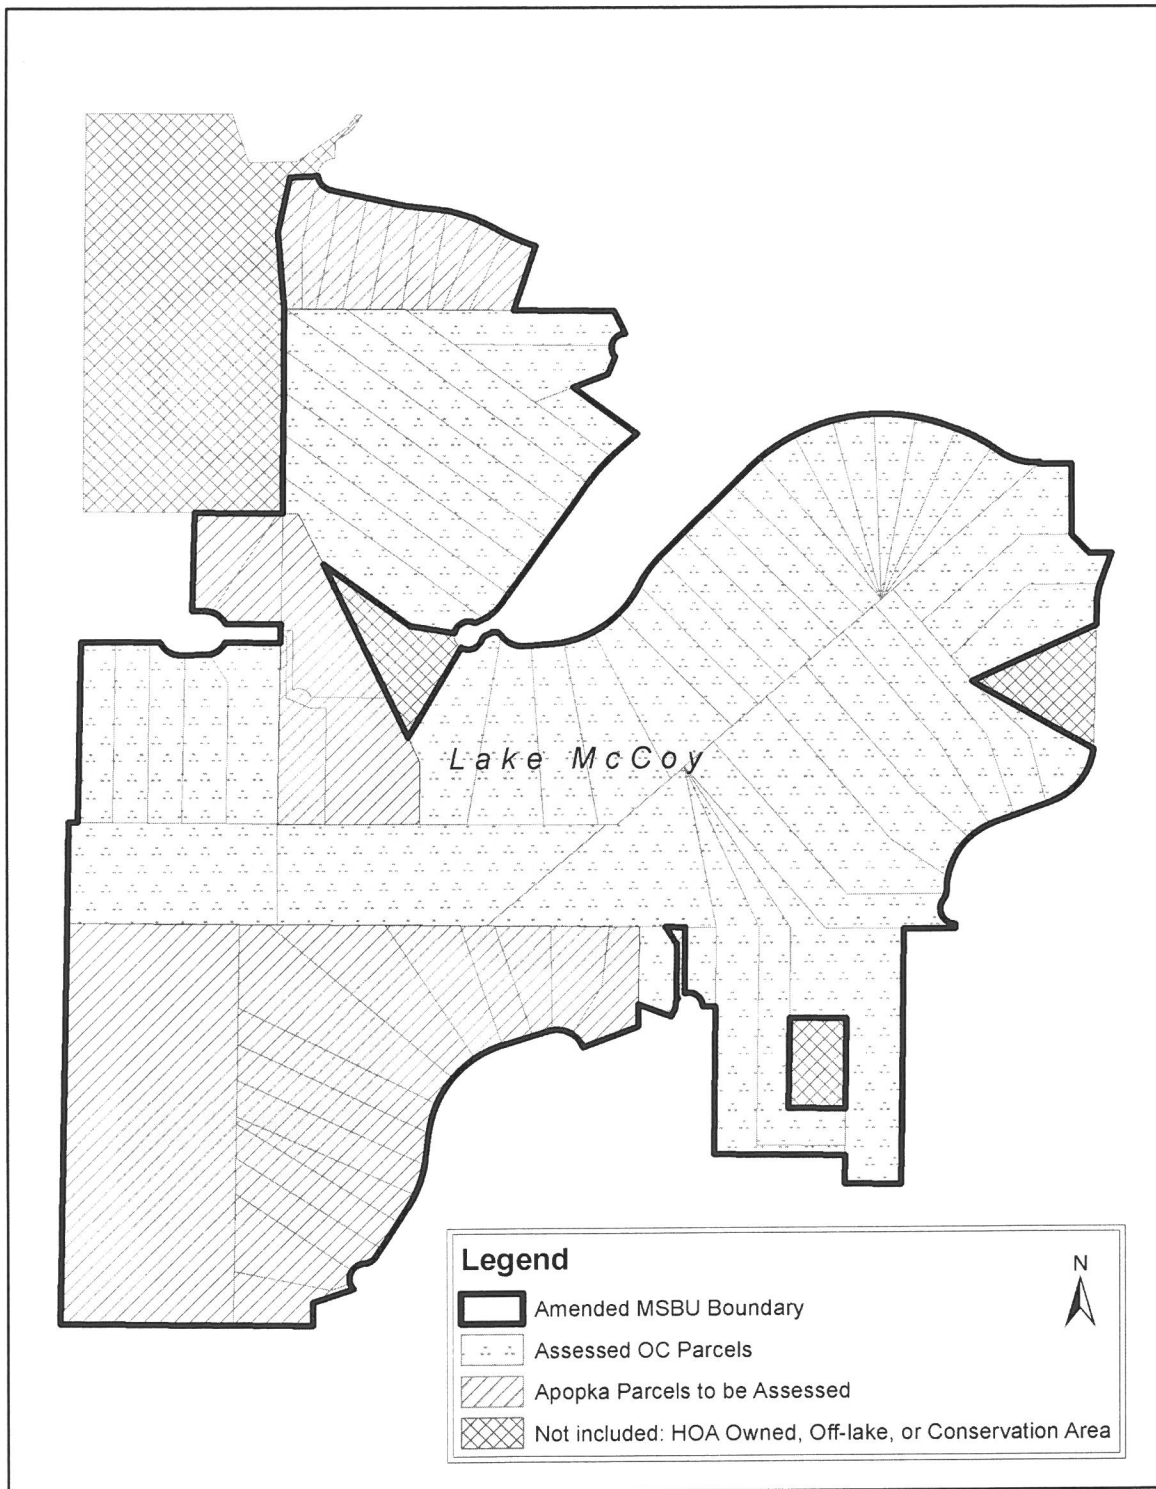 Lake McCoy
Legend
N
Amended MSBU Boundary
Assessed OC Parcels
Apopka Parcels to be Assessed
Not included: HOA Owned, Off-lake, or Conservation Area